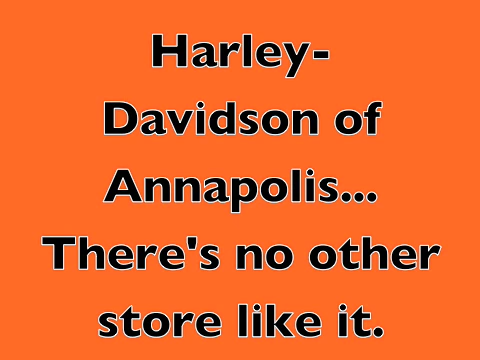 Harley-
Davidson of
Annapolis...
There's no other
store like it.